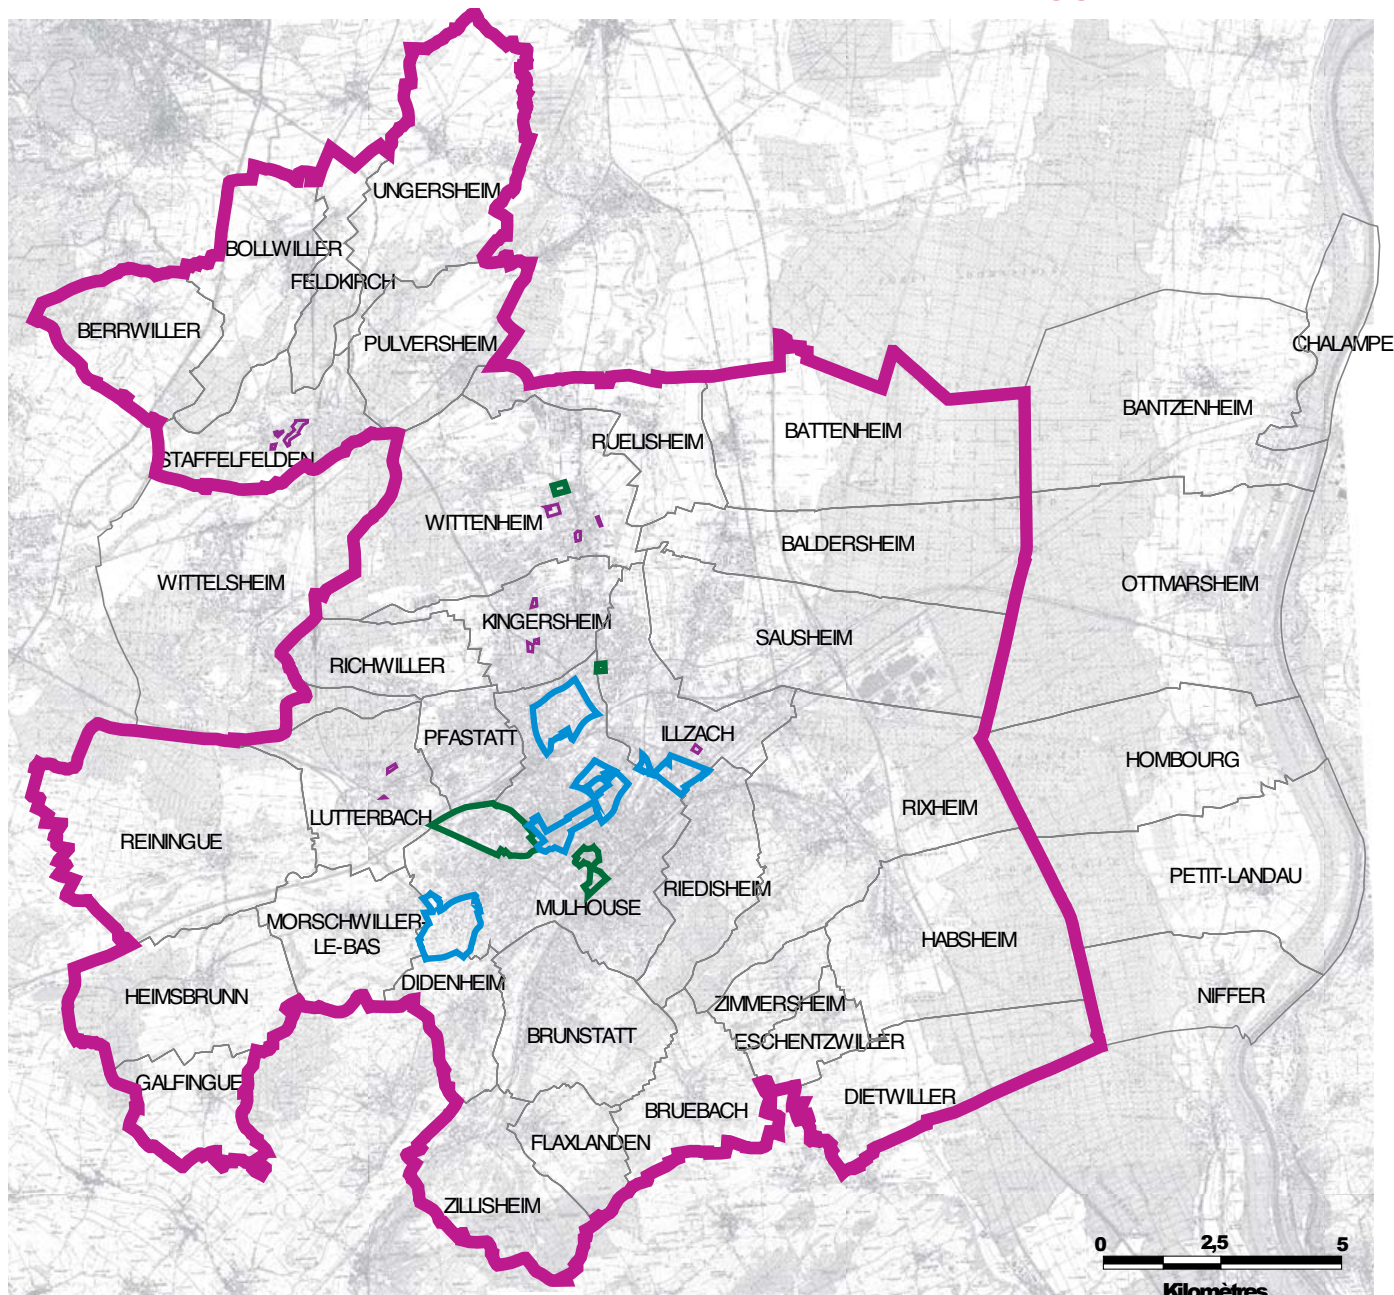 UNGERSHEIM
BOLLWILLER
FELDKIRCH
BERRWILLER
PULVERSHEIM
CHALAMPE
BANTZENHEIM
BATTENHEIM
RUELISHEIM
STAFFELFELDEN
WITTENHEIM
BALDERSHEIM
WITTELSHEIM
OTTMARSHEIM
KINGERSHEIM
SAUSHEIM
RICHWILLER
PFASTATT
ILLZACH
HOMBOURG
RIXHEIM
LUTTERBACH
REININGUE
PETIT-LANDAU
RIEDISHEIM
MULHOUSE
MORSCHWILLER-
LE-BAS
HABSHEIM
DIDENHEIM
HEIMSBRUNN
NIFFER
ZIMMERSHEIM
BRUNSTATT
ESCHENTZWILLER
GALFINGUE
DIETWILLER
BRUEBACH
FLAXLANDEN
ZILLISHEIM
0 2,5 5
Kilomètres